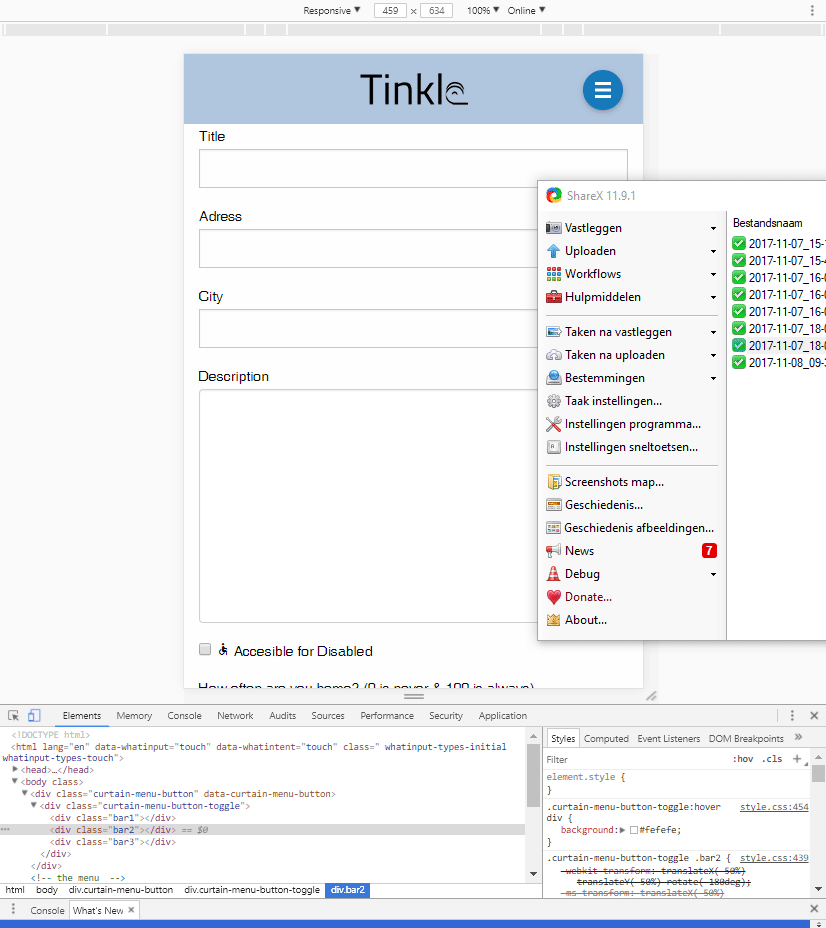 Responsive ▼ 459 × 634 100% ▼ Online ▼
Tinkle
Title
Adress
City
Description
Accesible for Disabled
How often are you home? (0 is never & 100 is always)
ShareX 11.9.1
Vastleggen
Uploaden
Workflows
Hulpmiddelen
Taken na vastleggen
Taken na uploaden
Bestemmingen
Taak instellingen...
Instellingen programma...
Instellingen sneltoetsen...
Screenshots map...
Geschiedenis...
Geschiedenis afbeeldingen...
News 7
Debug
Donate...
About...
Bestandsnaam
2017-11-07_15-
2017-11-07_15-
2017-11-07_16-
2017-11-07_16-
2017-11-07_16-
2017-11-07_18-
2017-11-07_18-
2017-11-08_09-
Elements Memory Console Network Audits Sources Performance Security Application
<!DOCTYPE html>
<html lang="en" data-whatinput="touch" data-whatintent="touch" class=" whatinput-types-initial
whatinput-types-touch">
▶<head>…</head>
▼<body class>
▼<div class="curtain-menu-button" data-curtain-menu-button>
▼<div class="curtain-menu-button-toggle">
<div class="bar1"></div>
<div class="bar2"></div> == $0
<div class="bar3"></div>
</div>
</div>
<!-- the menu -->
html body div.curtain-menu-button div.curtain-menu-button-toggle div.bar2
Styles Computed Event Listeners DOM Breakpoints »
Filter :hov .cls +
element.style {
}
.curtain-menu-button-toggle:hover style.css:454
div {
background:▶ #fefefe;
}
.curtain-menu-button-toggle .bar2 { style.css:439
-webkit-transform: translateX(-50%)
translateY(-50%) rotate(-180deg);
-ms-transform: translateX(-50%)
Console What's New ×